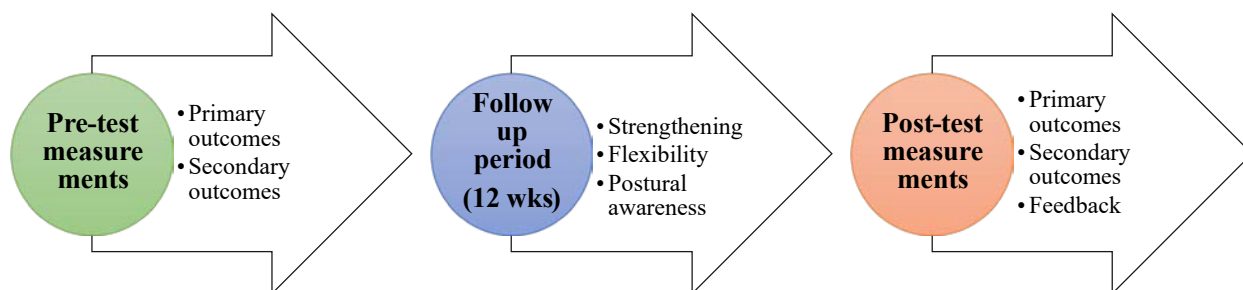 Pre-test
measure
ments
• Primary
outcomes
• Secondary
outcomes
Follow
up
period
(12 wks)
• Strengthening
• Flexibility
• Postural
awareness
Post-test
measure
ments
• Primary
outcomes
• Secondary
outcomes
• Feedback